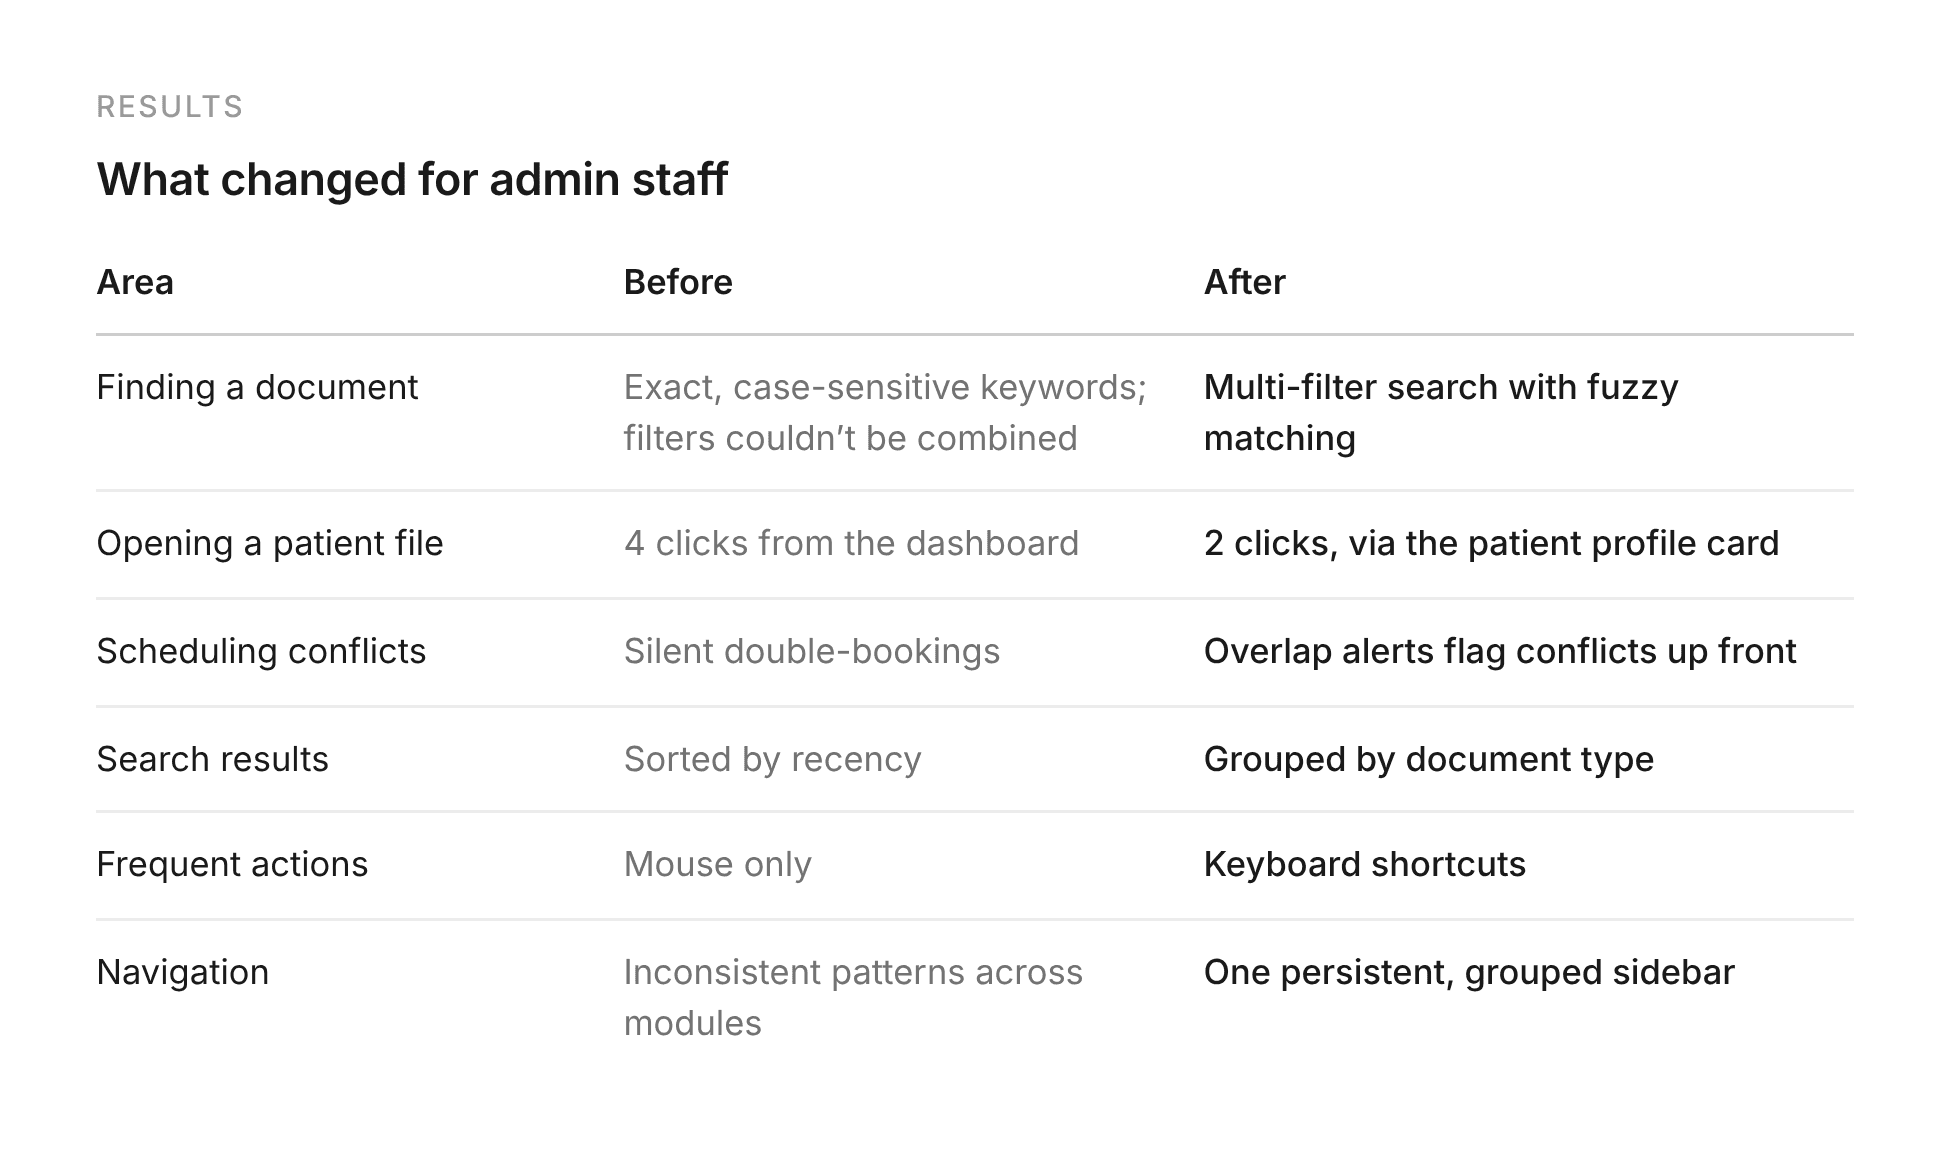 RESULTS
What changed for admin staff
Area Before After
Finding a document Exact, case-sensitive keywords; Multi-filter search with fuzzy
filters couldn’t be combined matching
Opening a patient file 4 clicks from the dashboard 2 clicks, via the patient profile card
Scheduling conflicts Silent double-bookings Overlap alerts flag conflicts up front
Search results Sorted by recency Grouped by document type
Frequent actions Mouse only Keyboard shortcuts
Navigation Inconsistent patterns across One persistent, grouped sidebar
modules